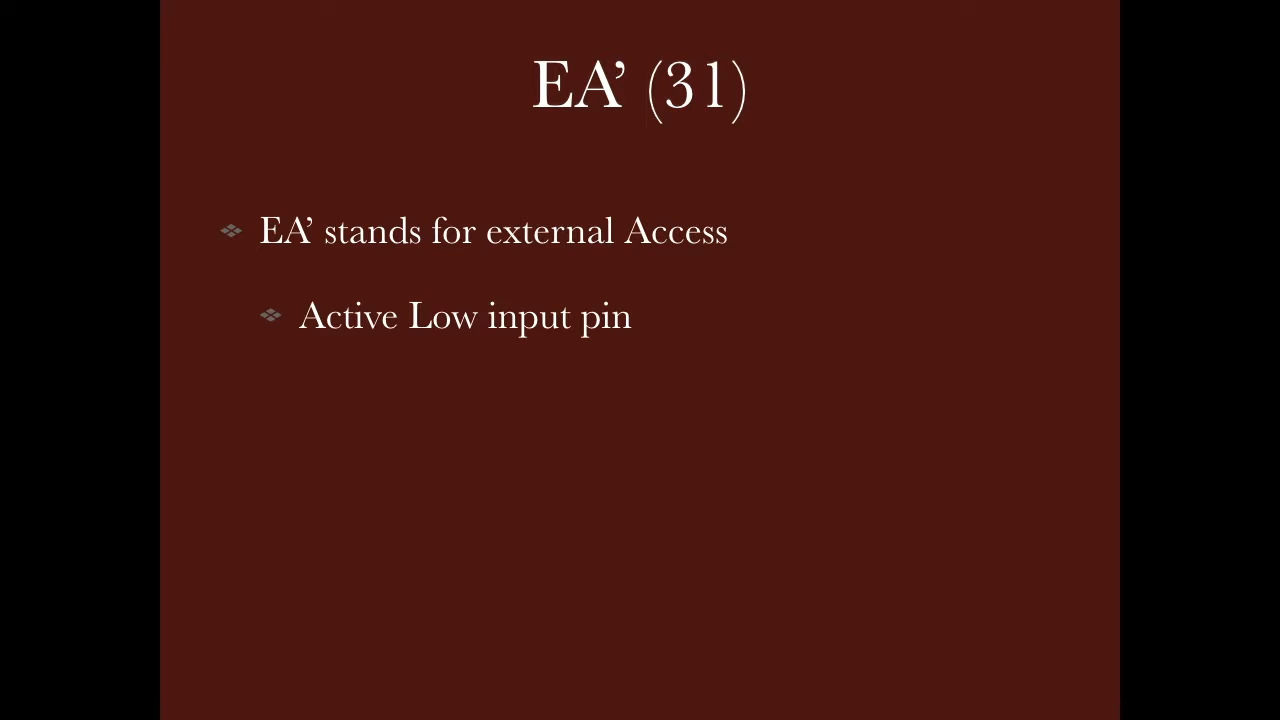 EA’ (31)
EA’ stands for external Access
Active Low input pin